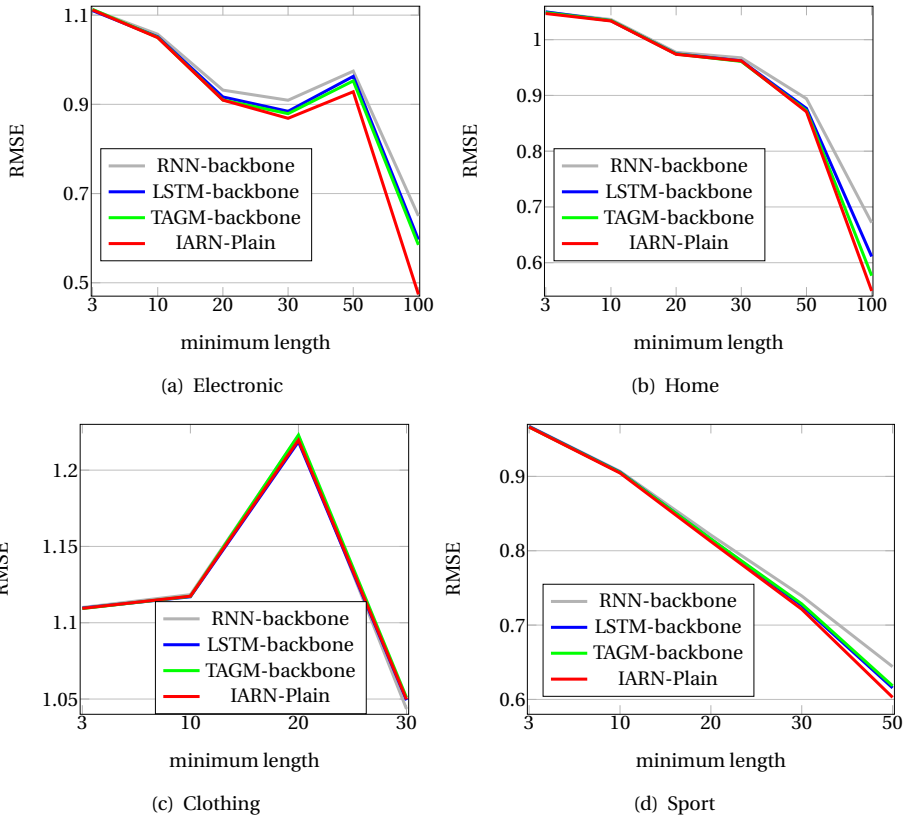 1.1
0.9
0.7
0.5
RMSE
RNN-backbone
LSTM-backbone
TAGM-backbone
IARN-Plain
3 10 20 30 50 100
minimum length
(a) Electronic
1
0.9
0.8
0.7
0.6
RMSE
RNN-backbone
LSTM-backbone
TAGM-backbone
IARN-Plain
3 10 20 30 50 100
minimum length
(b) Home
1.2
1.15
1.1
1.05
RMSE
RNN-backbone
LSTM-backbone
TAGM-backbone
IARN-Plain
3 10 20 30
minimum length
(c) Clothing
0.9
0.8
0.7
0.6
RMSE
RNN-backbone
LSTM-backbone
TAGM-backbone
IARN-Plain
3 10 20 30 50
minimum length
(d) Sport